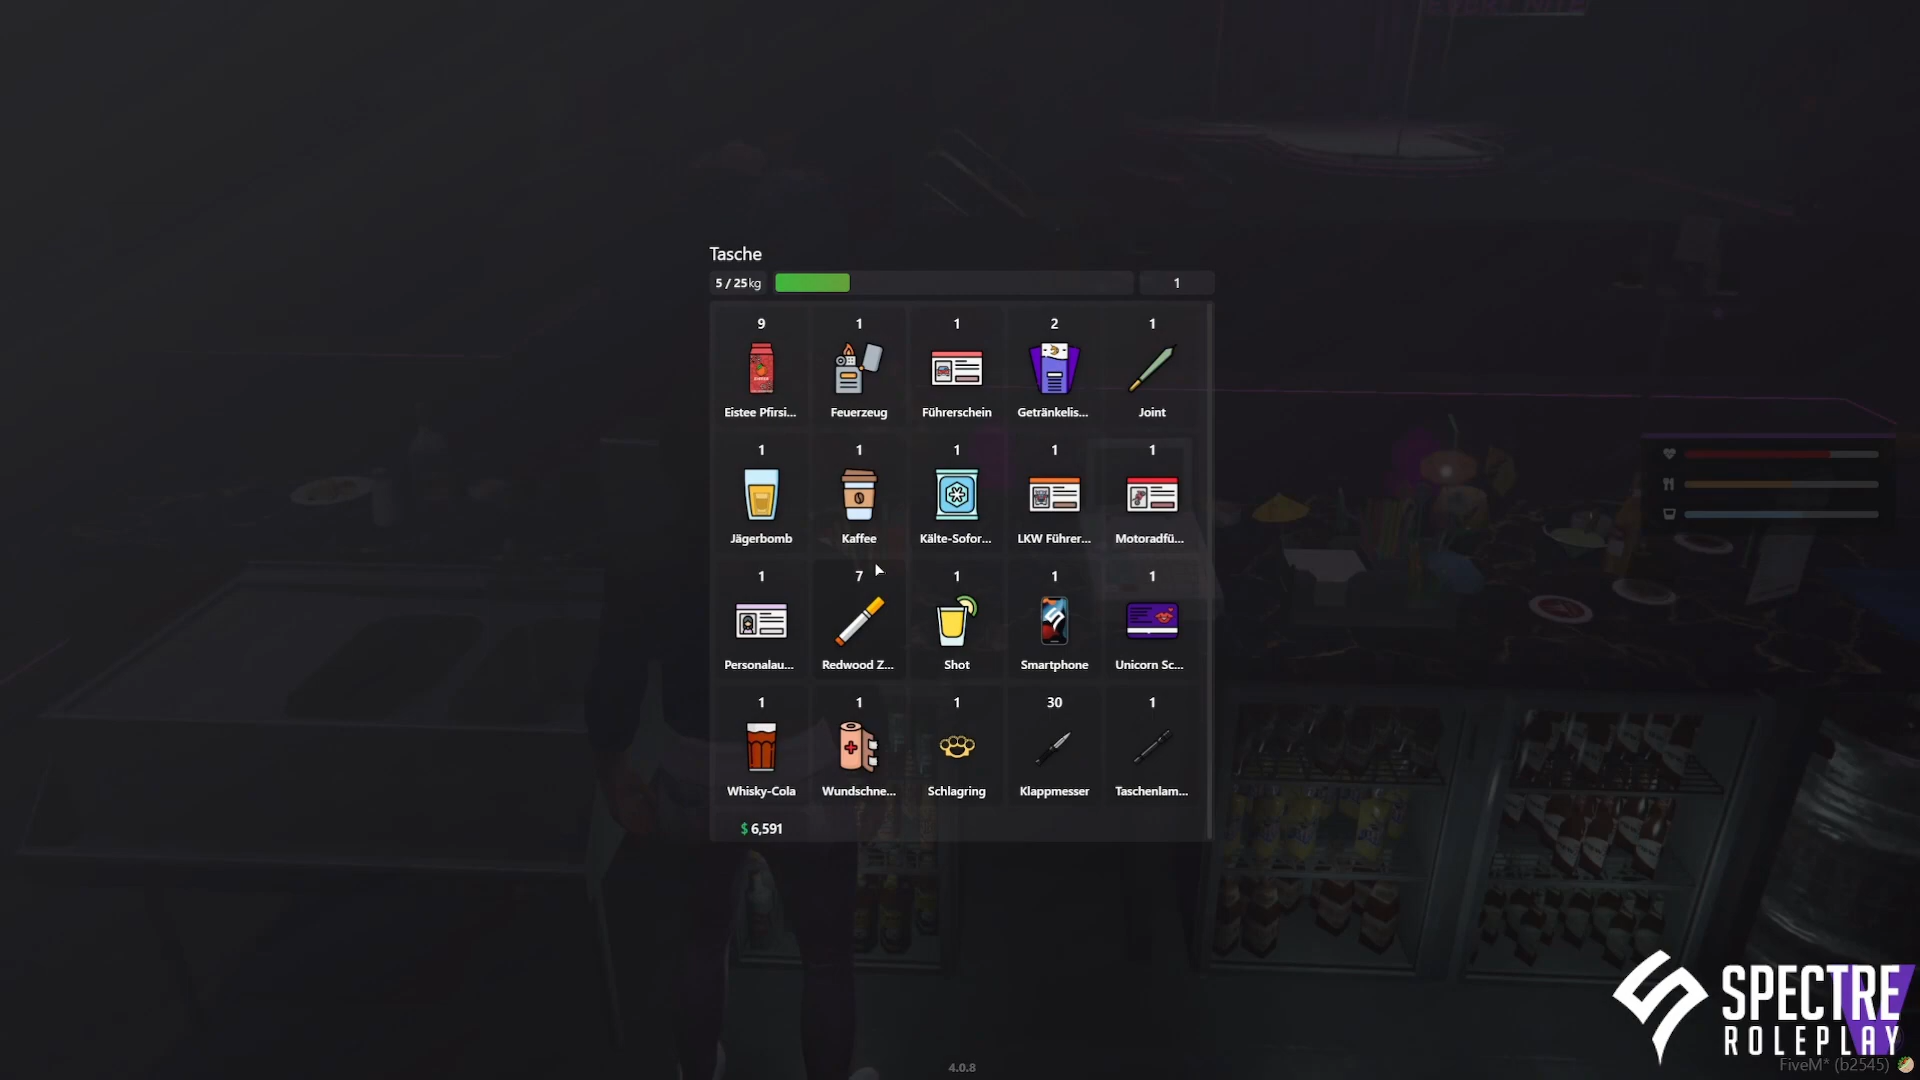 EVERY NITE
Tasche
5 / 25kg
1
9
1
1
2
1
Eistee Pfirsi...
Feuerzeug
Führerschein
Getränkelis...
Joint
1
1
1
1
1
Jägerbomb
Kaffee
Kälte-Sofor...
LKW Führer...
Motoradfü...
1
7
1
1
1
Personalau...
Redwood Z...
Shot
Smartphone
Unicorn Sc...
1
1
1
30
1
Whisky-Cola
Wundschne...
Schlagring
Klappmesser
Taschenlam...
$ 6,591
SPECTRE
ROLEPLAY
4.0.8
FiveM* (b2545)